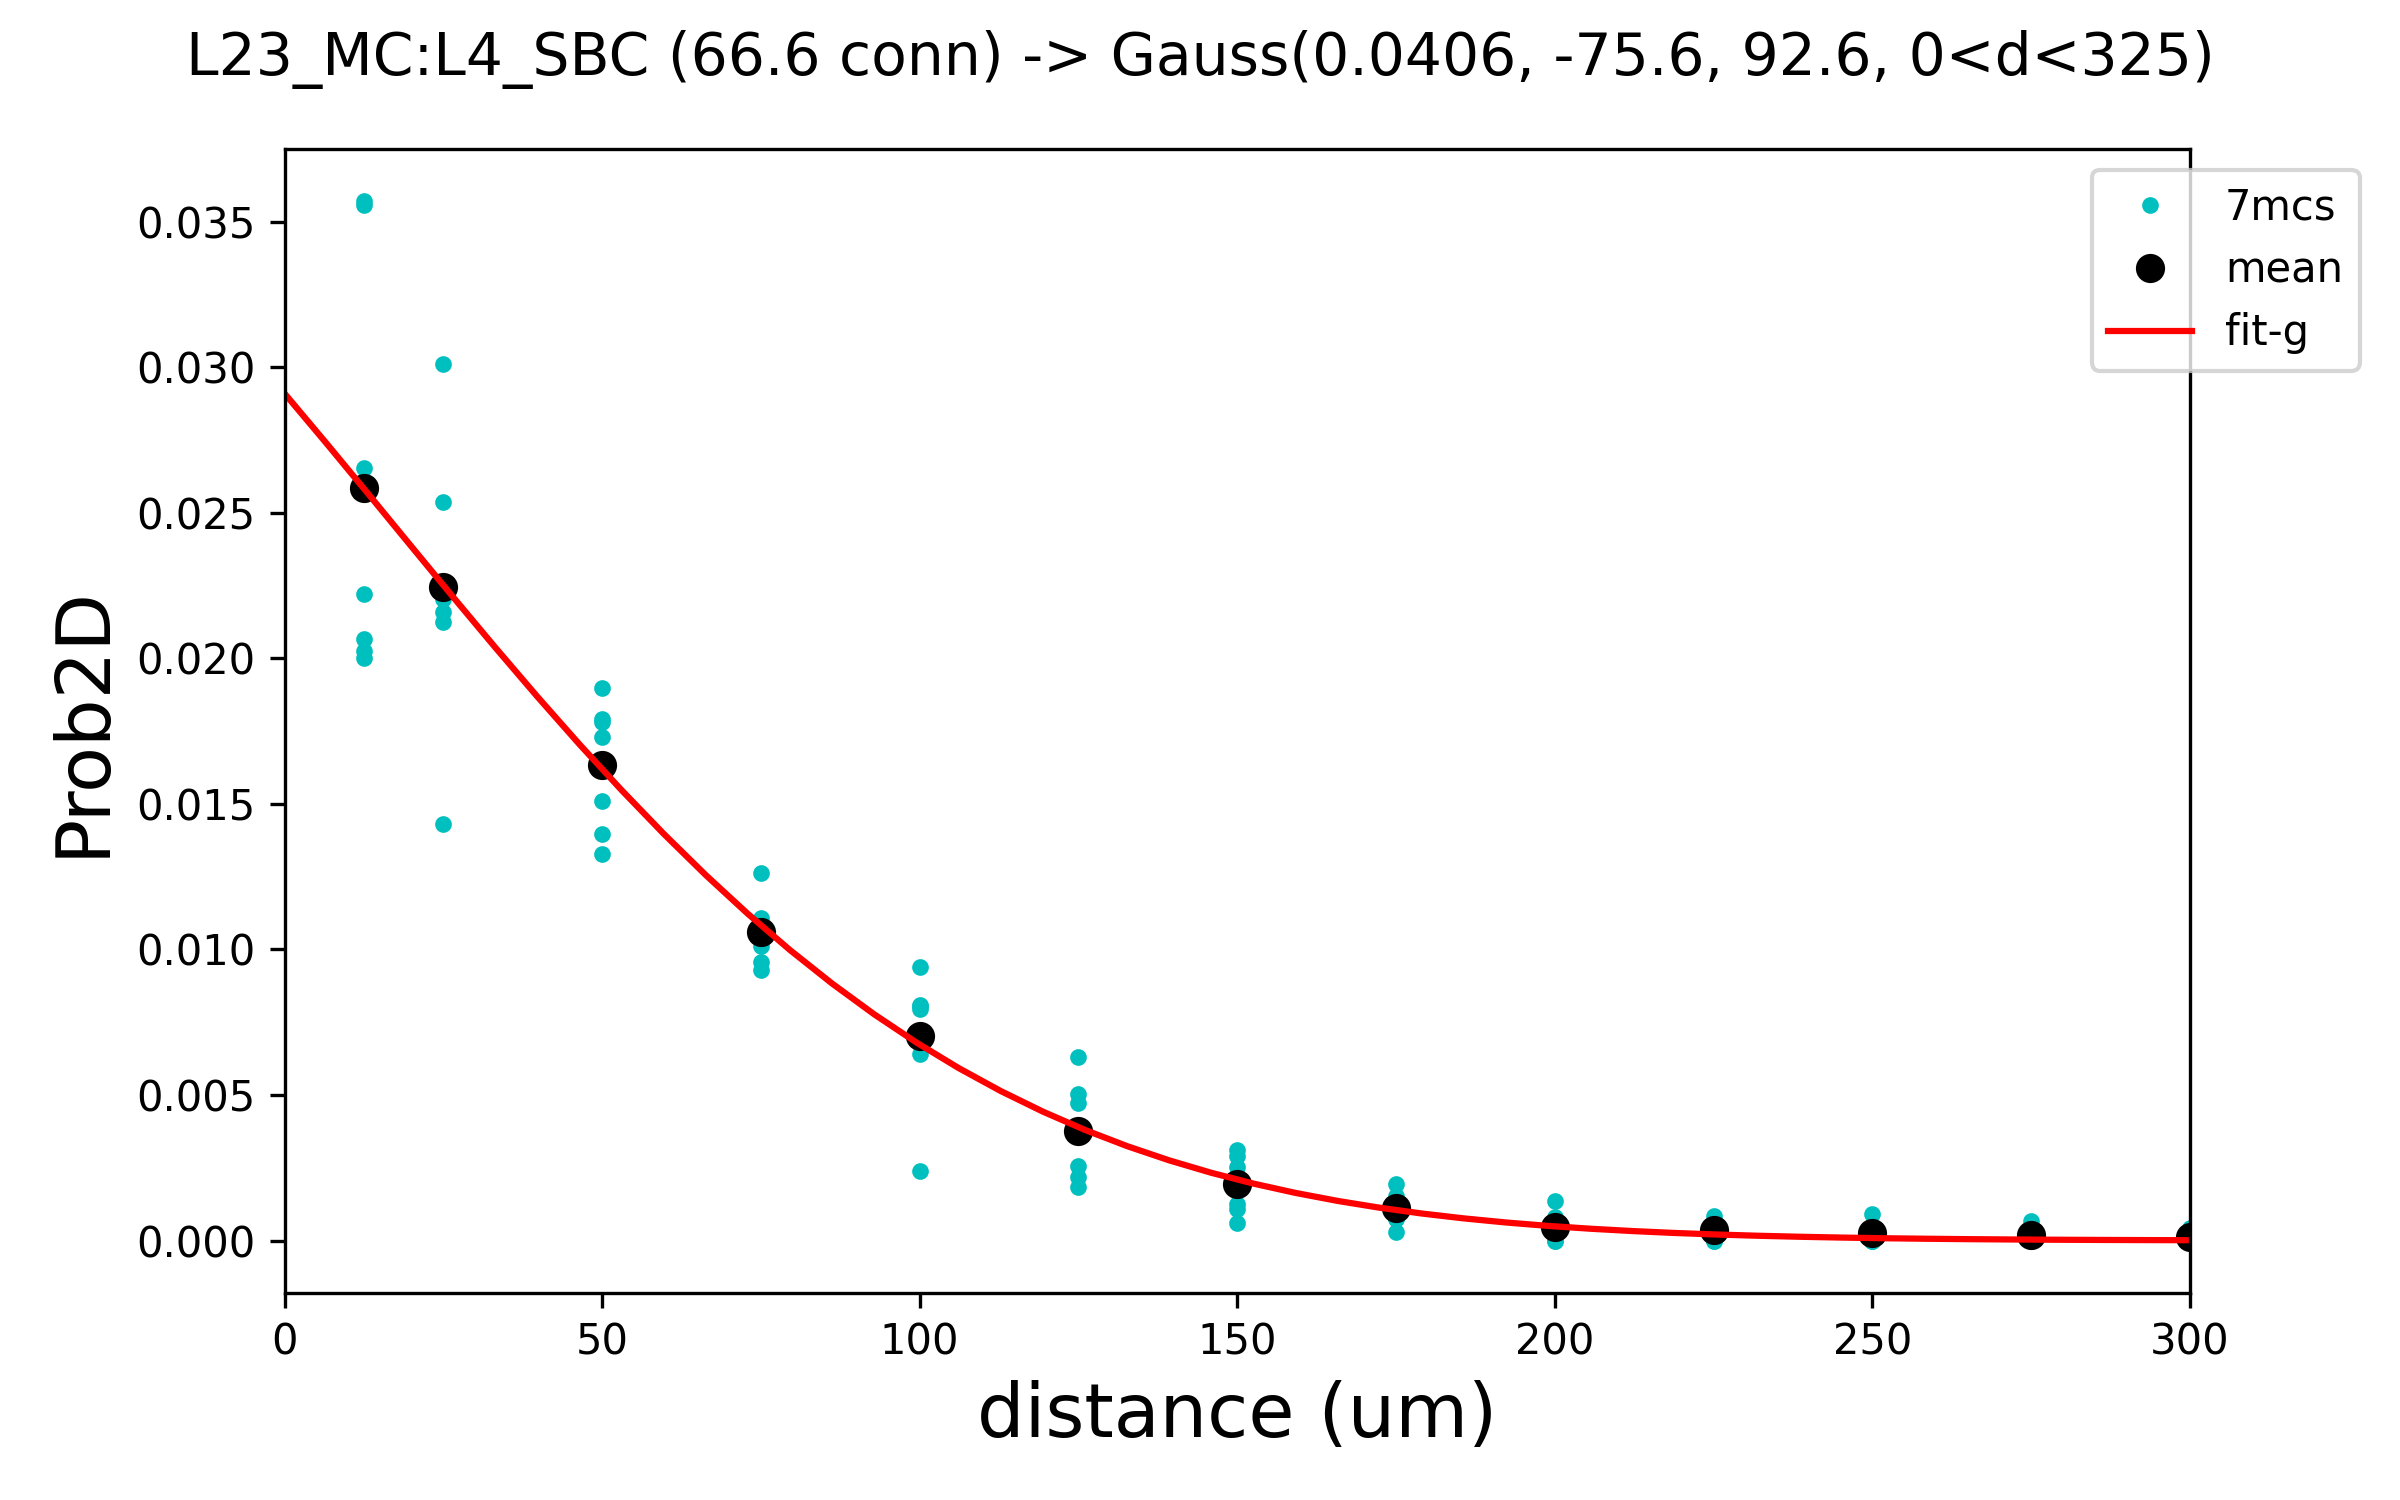 L23_MC:L4_SBC (66.6 conn) -> Gauss(0.0406, -75.6, 92.6, 0<d<325)
7mcs
mean
fit-g
Prob2D
0.035
0.030
0.025
0.020
0.015
0.010
0.005
0.000
0 50 100 150 200 250 300
distance (um)